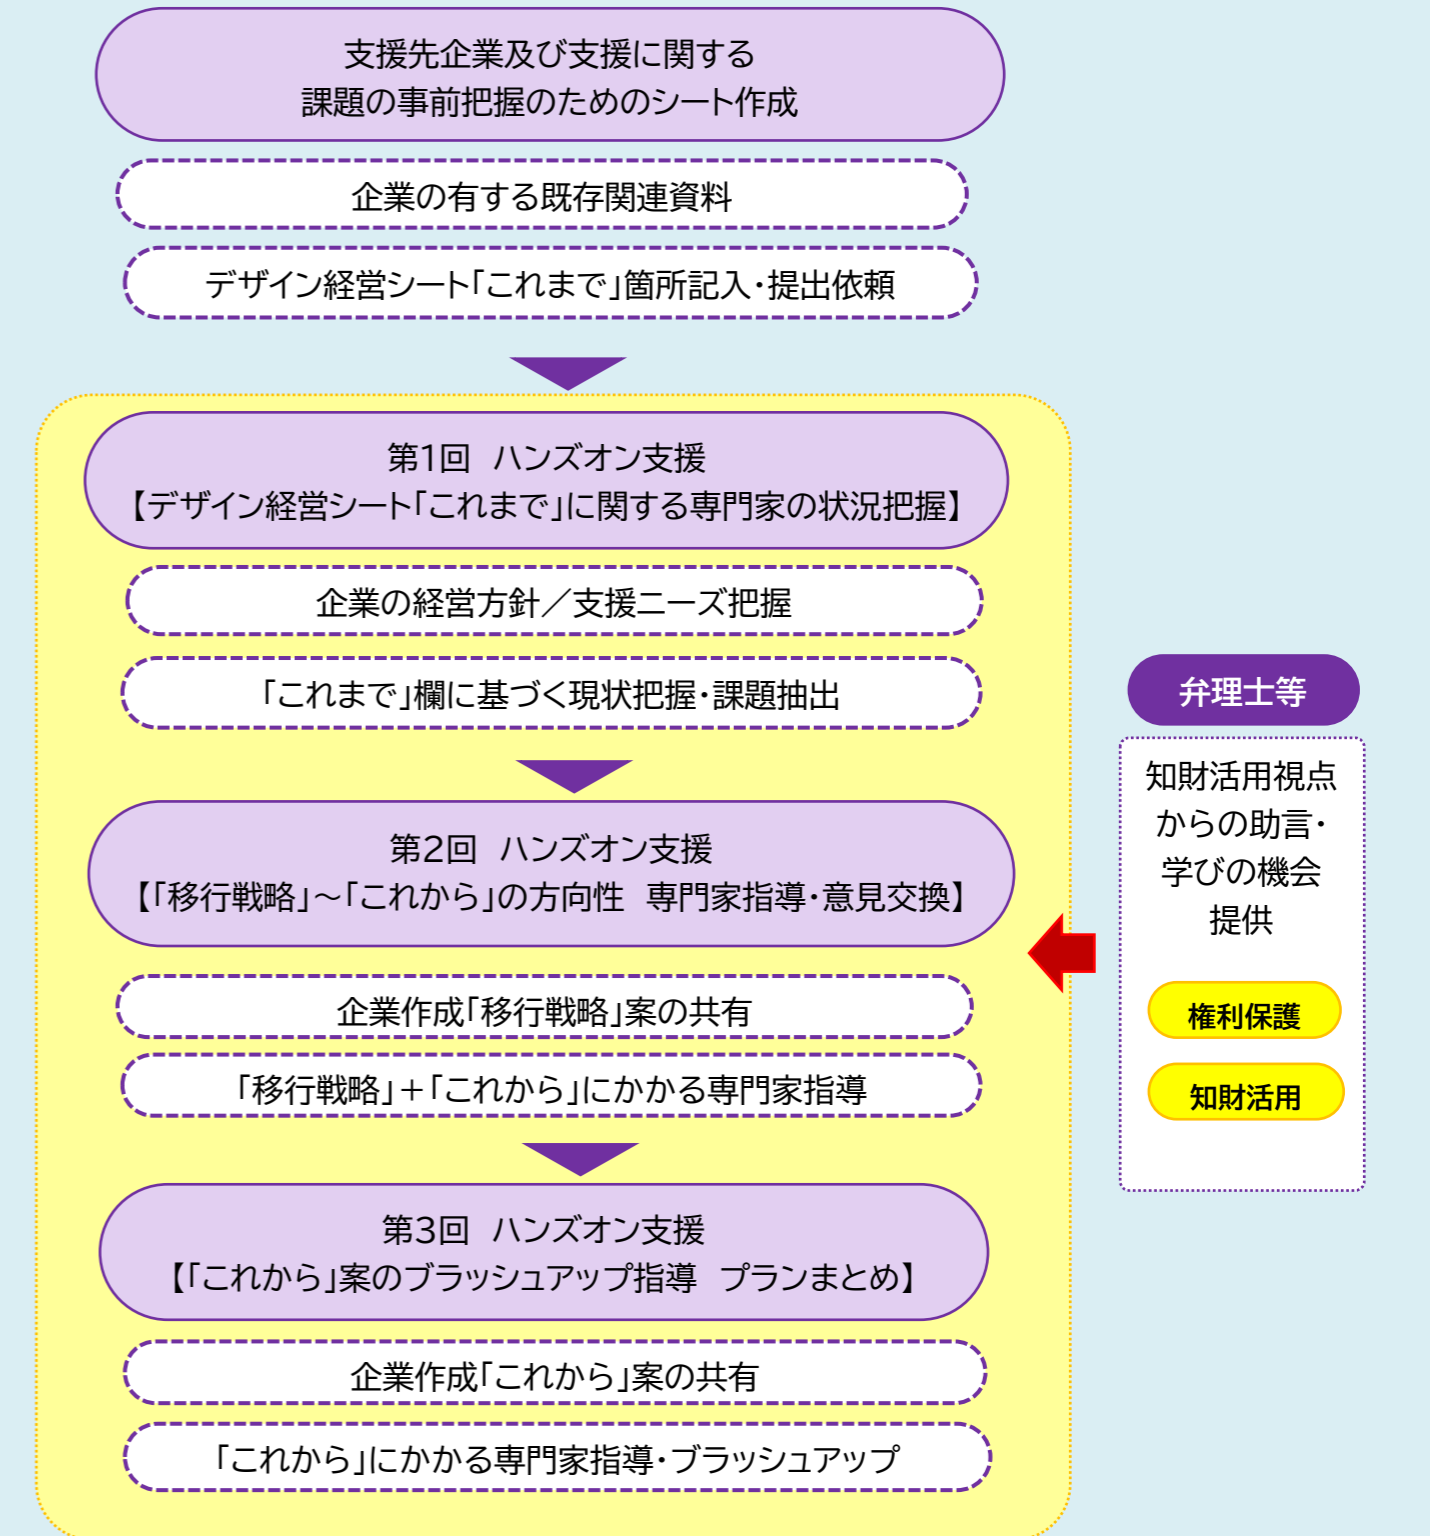 支援先企業及び支援に関する
課題の事前把握のためのシート作成
企業の有する既存関連資料
デザイン経営シート「これまで」箇所記入・提出依頼
第1回　ハンズオン支援
【デザイン経営シート「これまで」に関する専門家の状況把握】
企業の経営方針／支援ニーズ把握
「これまで」欄に基づく現状把握・課題抽出
第2回　ハンズオン支援
【「移行戦略」～「これから」の方向性　専門家指導・意見交換】
企業作成「移行戦略」案の共有
「移行戦略」＋「これから」にかかる専門家指導
第3回　ハンズオン支援
【「これから」案のブラッシュアップ指導　プランまとめ】
企業作成「これから」案の共有
「これから」にかかる専門家指導・ブラッシュアップ
弁理士等
知財活用視点
からの助言・
学びの機会
提供
権利保護
知財活用